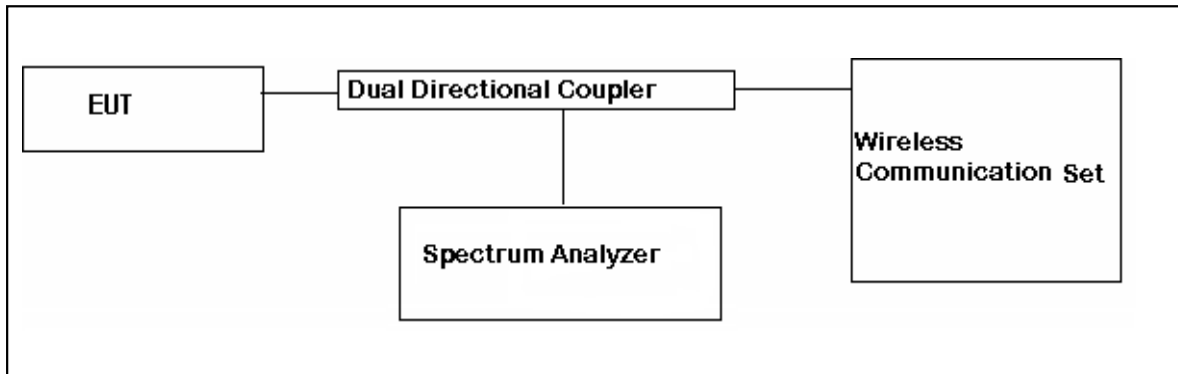 EUT
Dual Directional Coupler
Wireless
Communication Set
Spectrum Analyzer